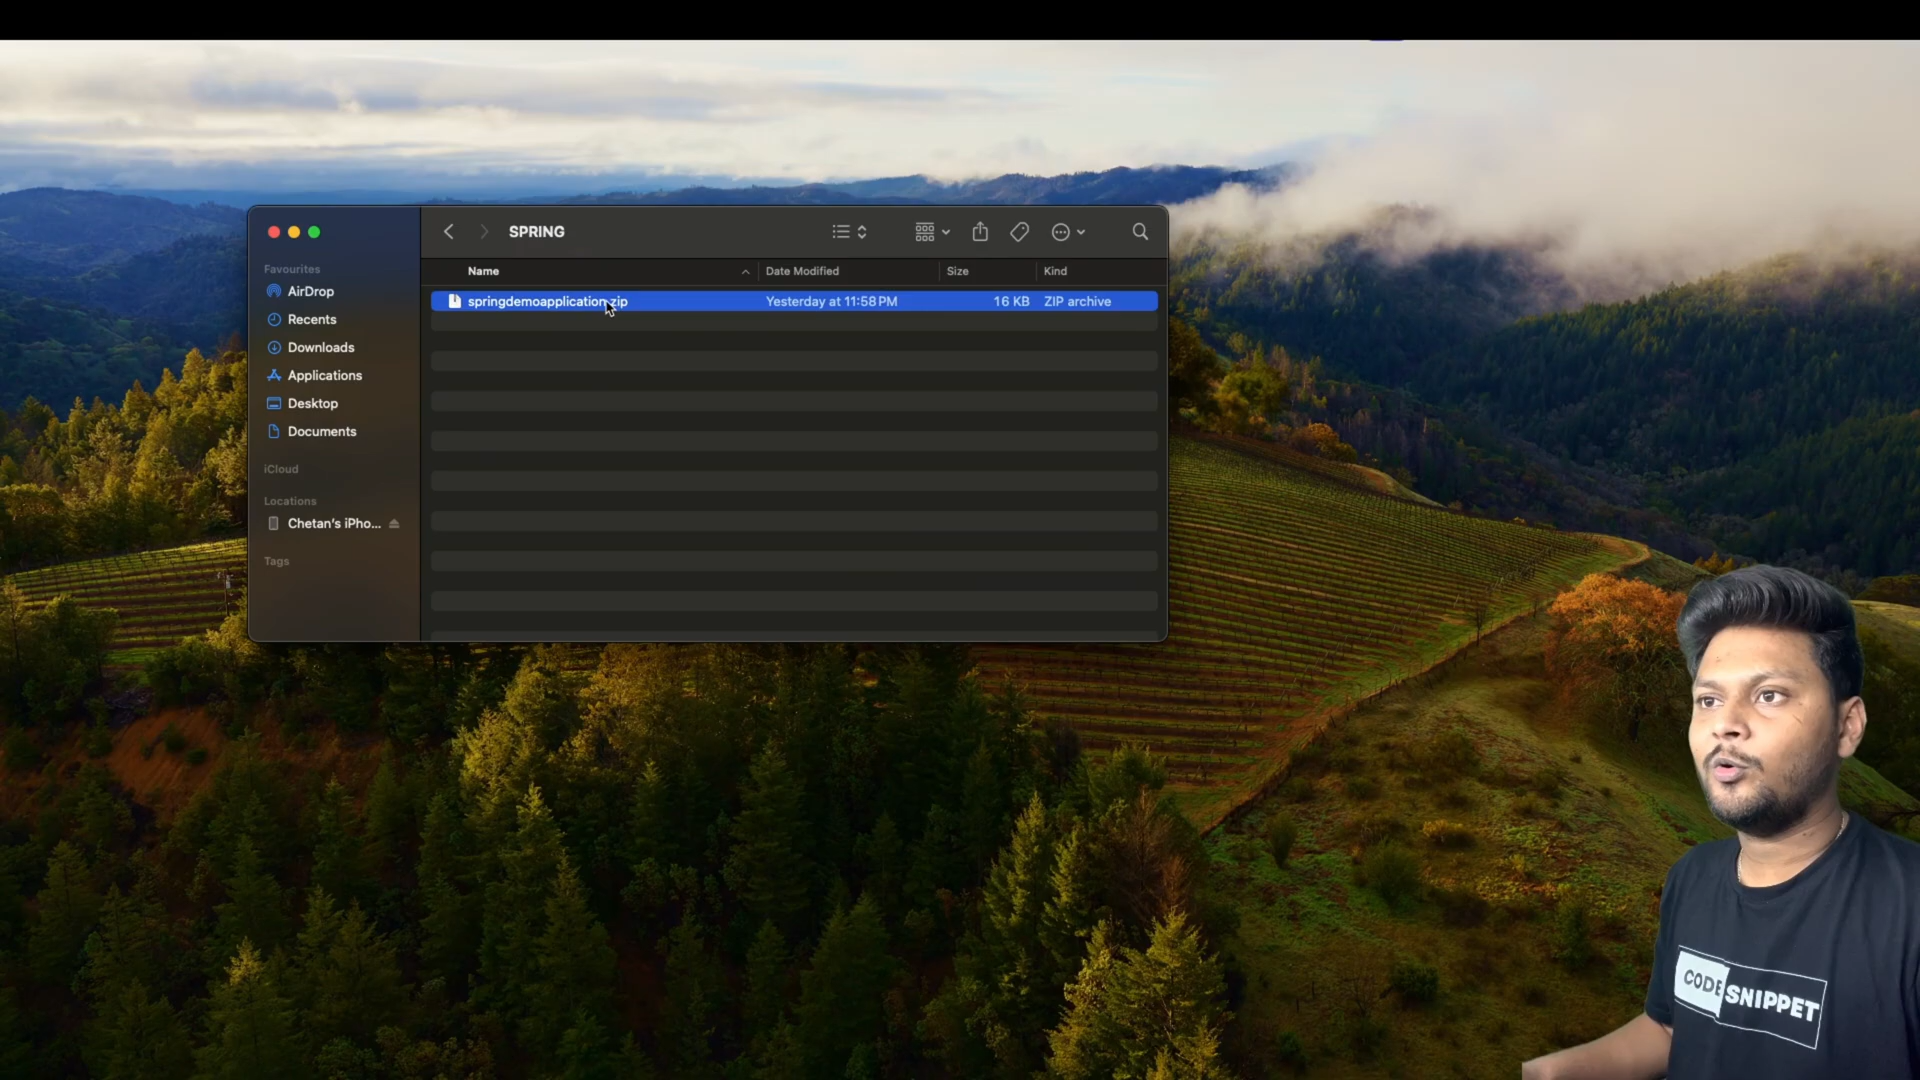 SPRING
Name Date Modified Size Kind
springdemoapplication.zip Yesterday at 11:58 PM 16 KB ZIP archive
Favourites
AirDrop
Recents
Downloads
Applications
Desktop
Documents
iCloud
Locations
Chetan's iPho...
Tags
CODE SNIPPET